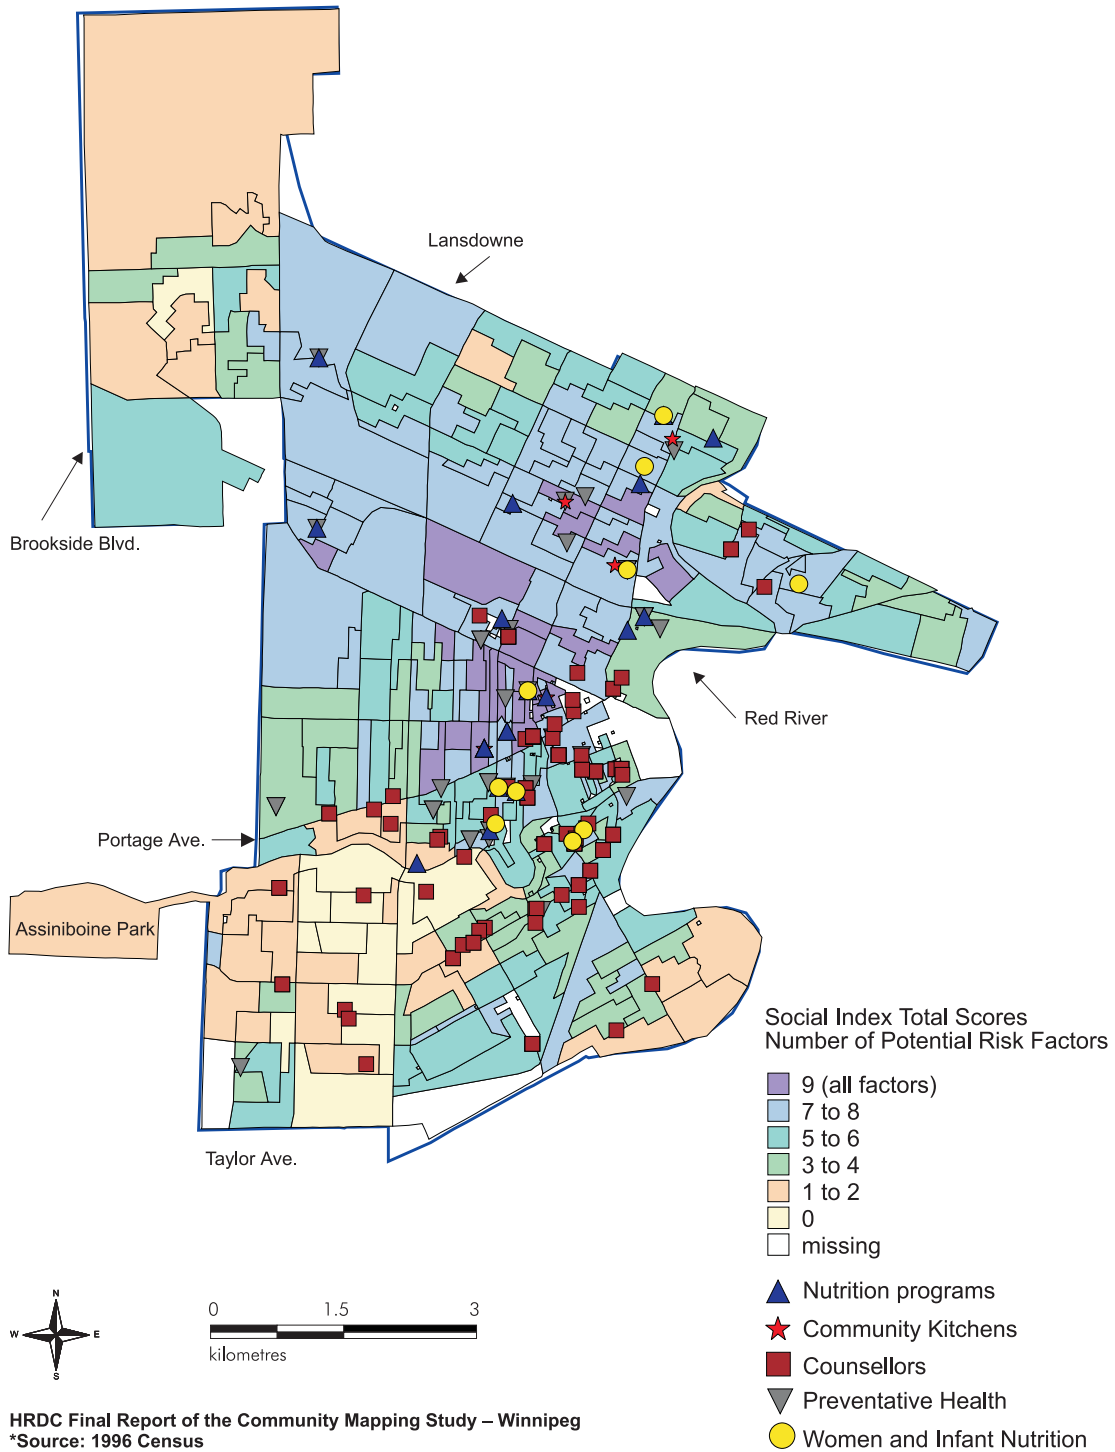 Lansdowne
Brookside Blvd.
Red River
Portage Ave.
Assiniboine Park
Taylor Ave.
Social Index Total Scores
Number of Potential Risk Factors
9 (all factors)
7 to 8
5 to 6
3 to 4
1 to 2
0
missing
Nutrition programs
Community Kitchens
Counsellors
Preventative Health
Women and Infant Nutrition
N
W E
S
0 1.5 3
kilometres
HRDC Final Report of the Community Mapping Study – Winnipeg
*Source: 1996 Census